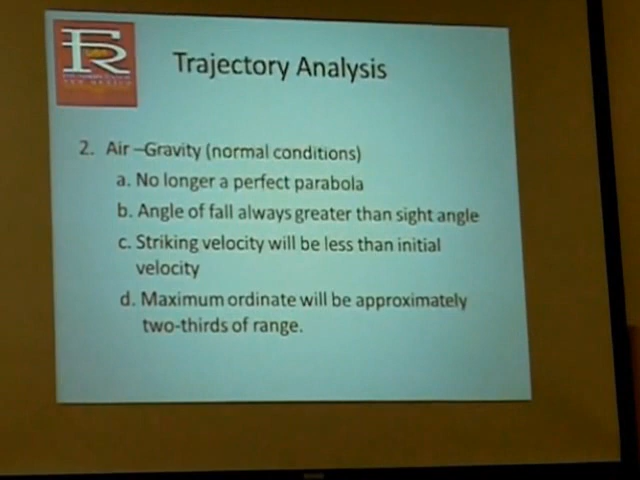 Trajectory Analysis
2. Air –Gravity (normal conditions)
a. No longer a perfect parabola
b. Angle of fall always greater than sight angle
c. Striking velocity will be less than initial
velocity
d. Maximum ordinate will be approximately
two-thirds of range.